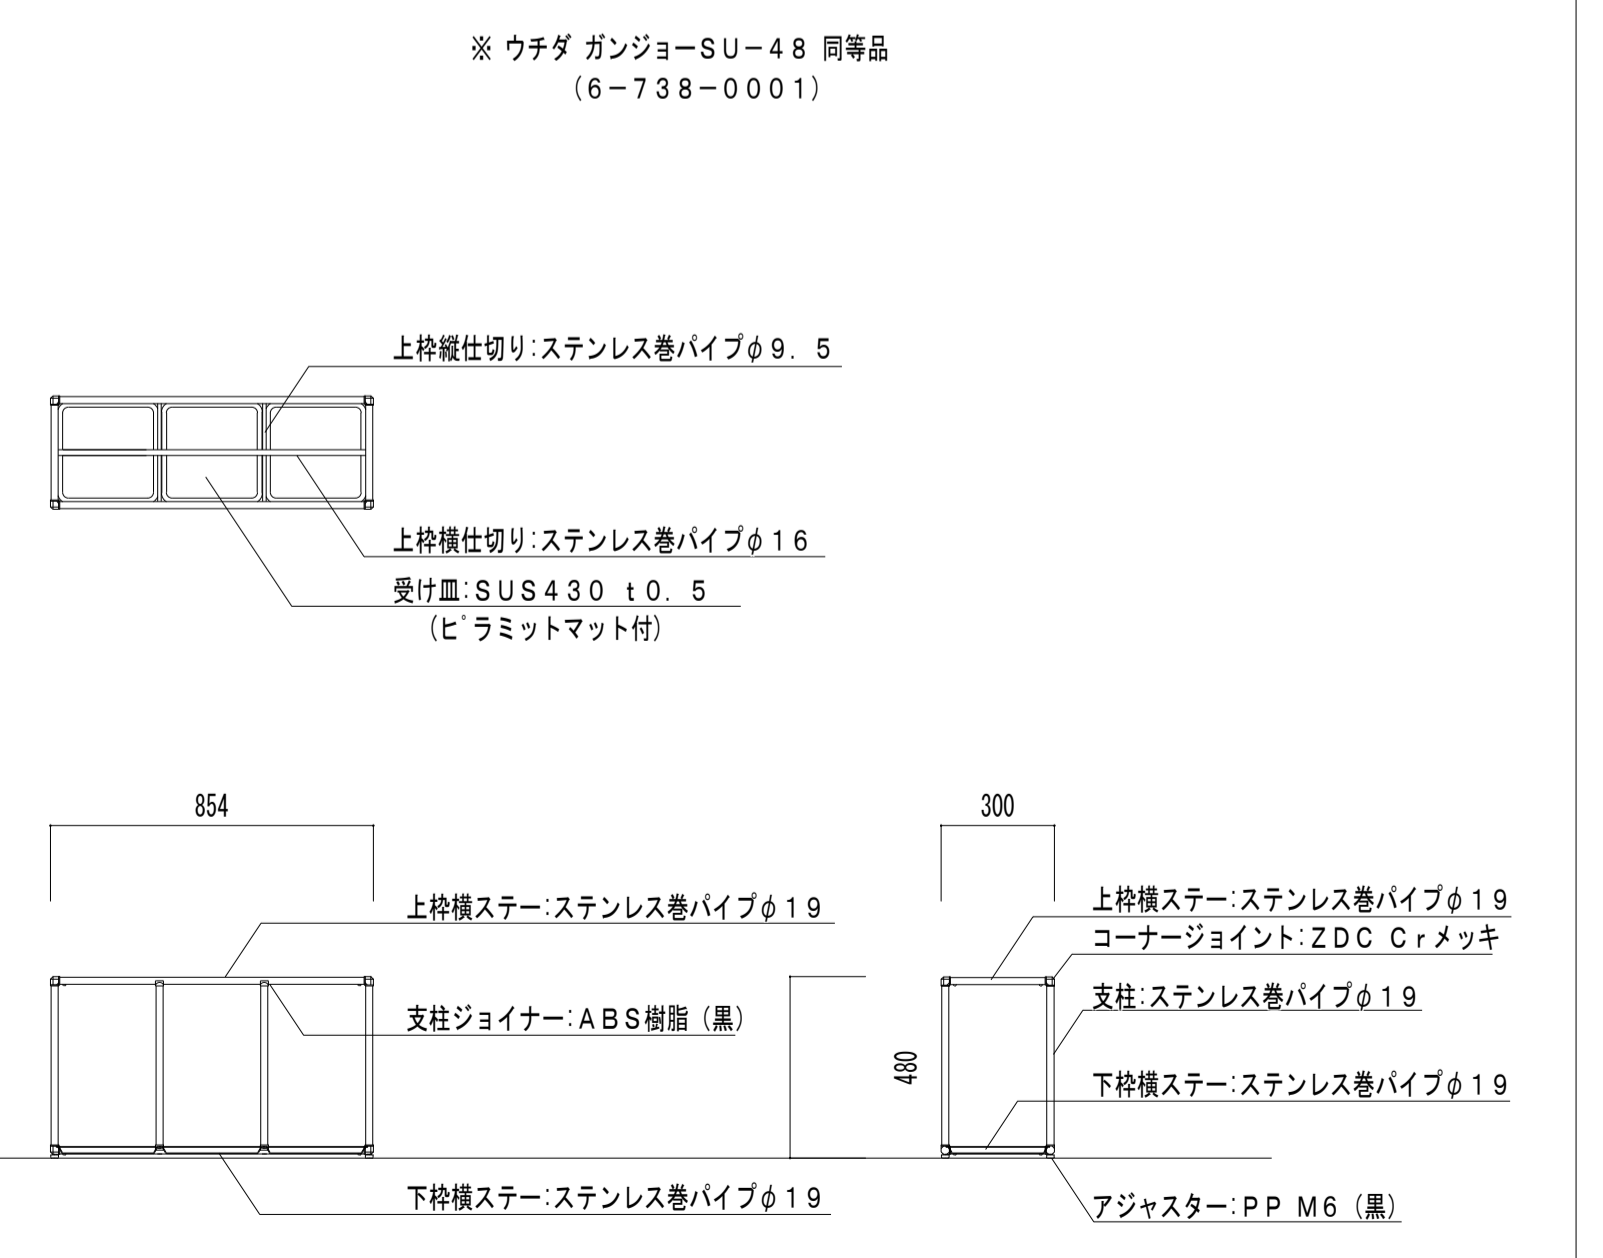 ※ ウチダ ガンジョーＳＵ－４８ 同等品
（６－７３８－０００１）
上枠縦仕切り：ステンレス巻パイプφ９．５
上枠横仕切り：ステンレス巻パイプφ１６
受け皿：ＳＵＳ４３０ ｔ０．５
（ピラミットマット付）
854
300
上枠横ステー：ステンレス巻パイプφ１９
上枠横ステー：ステンレス巻パイプφ１９
コーナージョイント：ＺＤＣ Ｃｒメッキ
支柱ジョイナー：ＡＢＳ樹脂（黒）
支柱：ステンレス巻パイプφ１９
480
下枠横ステー：ステンレス巻パイプφ１９
下枠横ステー：ステンレス巻パイプφ１９
アジャスター：ＰＰ Ｍ６（黒）